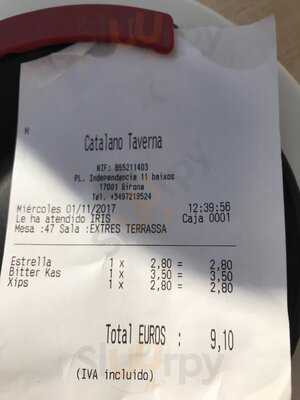 M
Catalano Taverna
NIF: B65211403
PL. Independencia 11 baixos
17001 Girona
Tel. +3497219524
Miércoles 01/11/2017 12:39:56
Le ha atendido IRIS Caja 0001
Mesa :47 Sala :EXTRES TERRASSA
Estrella 1 x 2,80 = 2,80
Bitter Kas 1 x 3,50 = 3,50
Xips 1 x 2,80 = 2,80
Total EUROS : 9,10
(IVA incluido)
Sluurpy